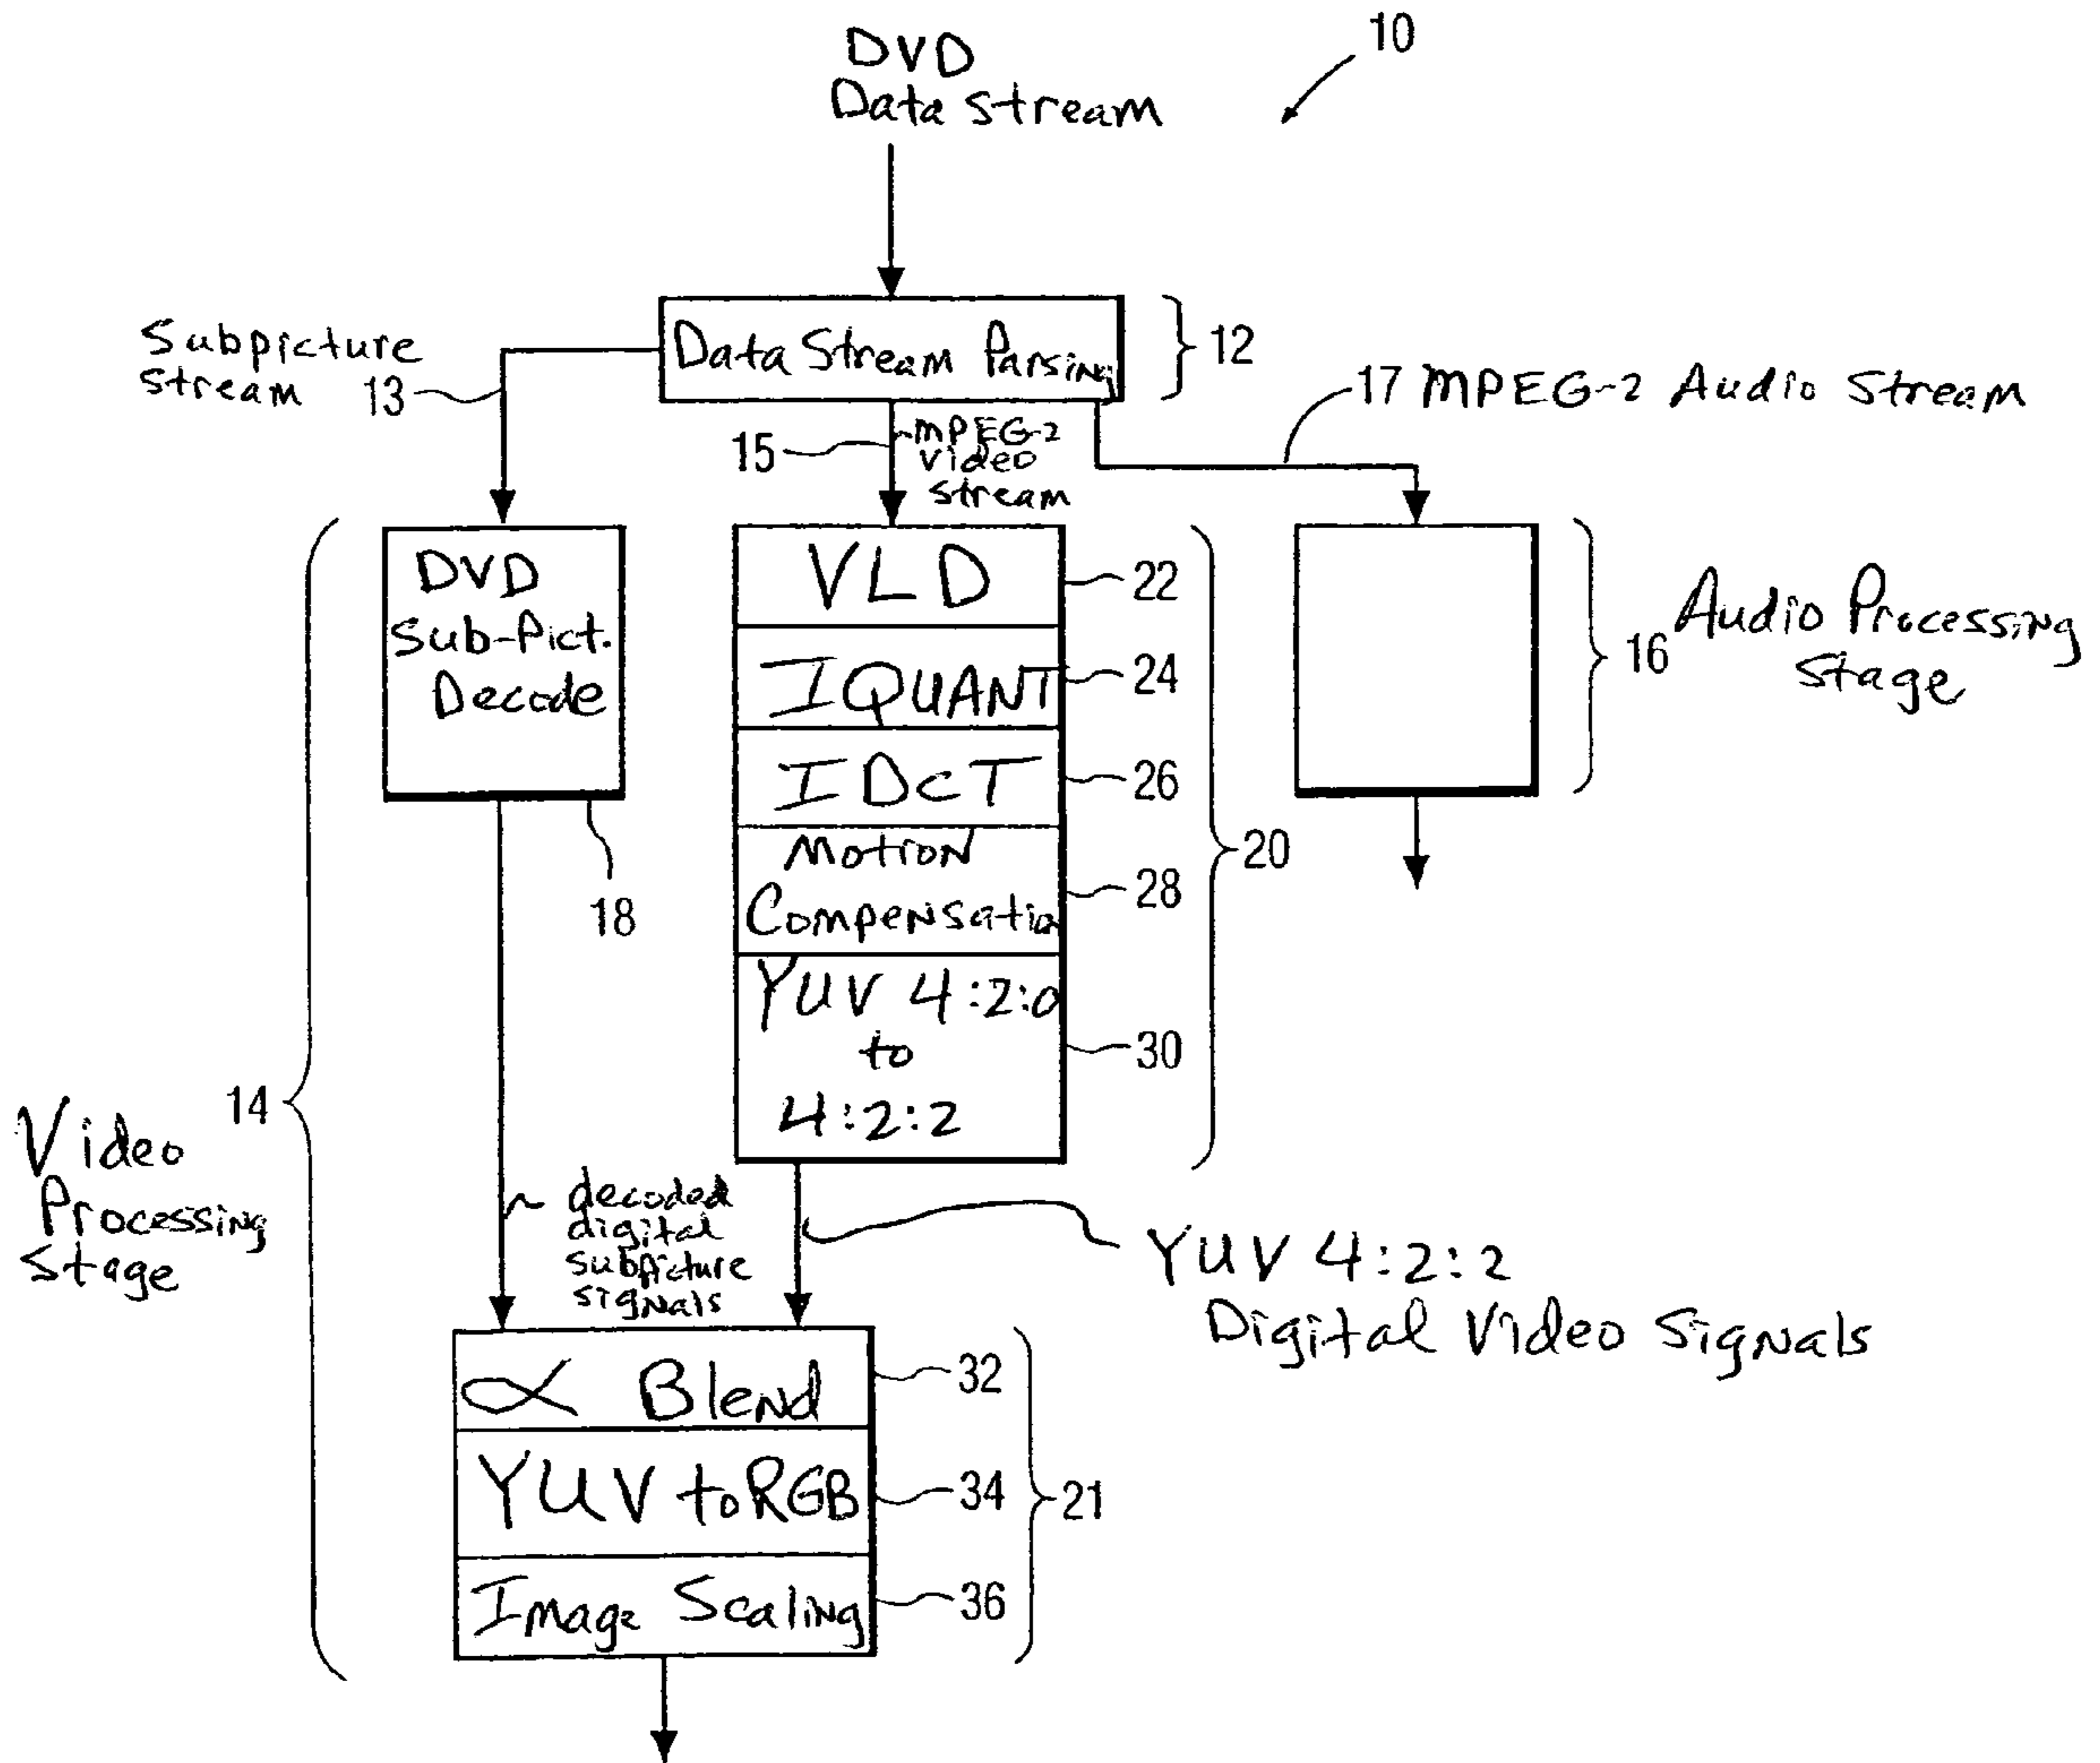 DVD
Data Stream
10
Data Stream Parsing
12
Subpicture
stream 13
17 MPEG-2 Audio Stream
15
MPEG-2
video
stream
DVD
Sub-Pict.
Decode
18
VLD
22
IQUANT
24
IDCT
26
Motion
Compensatio
28
YUV 4:2:0
to
4:2:2
30
20
16
Audio Processing
Stage
14
Video
Processing
Stage
decoded
digital
subpicture
signals
YUV 4:2:2
Digital Video Signals
α Blend
32
YUV to RGB
34
21
Image Scaling
36